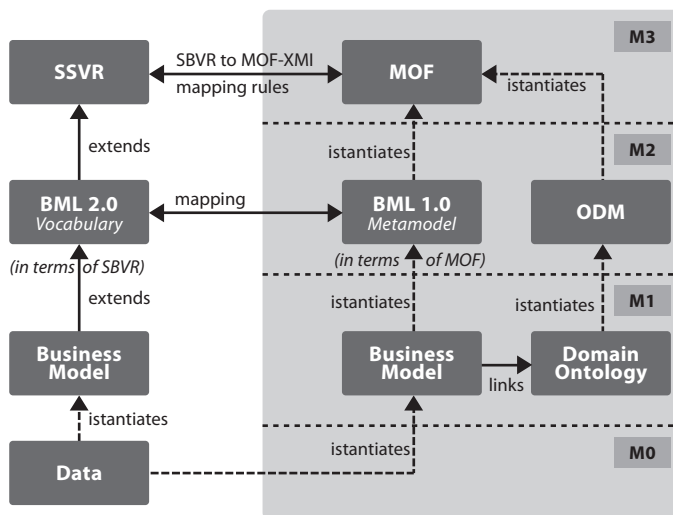 M3
SBVR to MOF-XMI
SSVR
MOF
mapping rules
istantiates
extends
istantiates
M2
BML 2.0
Vocabulary
mapping
BML 1.0
Metamodel
ODM
(in terms of SBVR)
(in terms of MOF)
extends
istantiates
istantiates
M1
Business
Model
Business
Model
links
Domain
Ontology
istantiates
istantiates
M0
Data